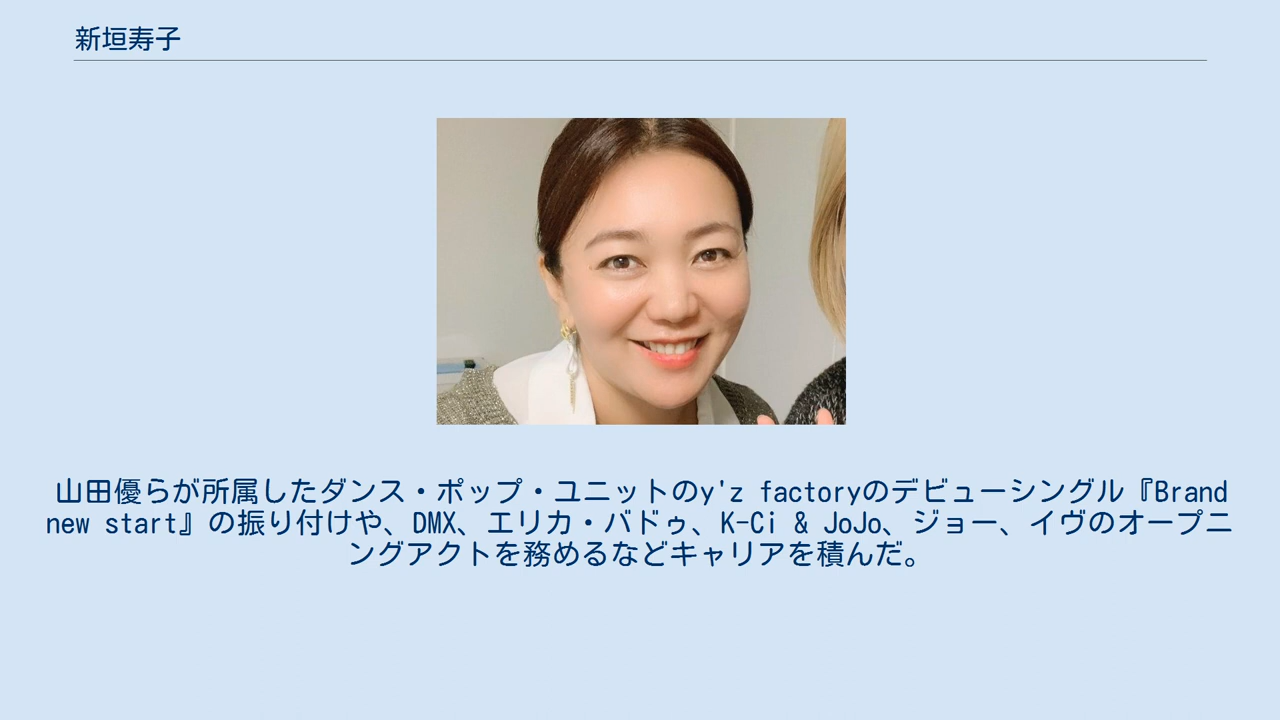 新垣寿子
山田優らが所属したダンス・ポップ・ユニットのy'z factoryのデビューシングル『Brand
new start』の振り付けや、DMX、エリカ・バドゥ、K-Ci & JoJo、ジョー、イヴのオープニ
ングアクトを務めるなどキャリアを積んだ。